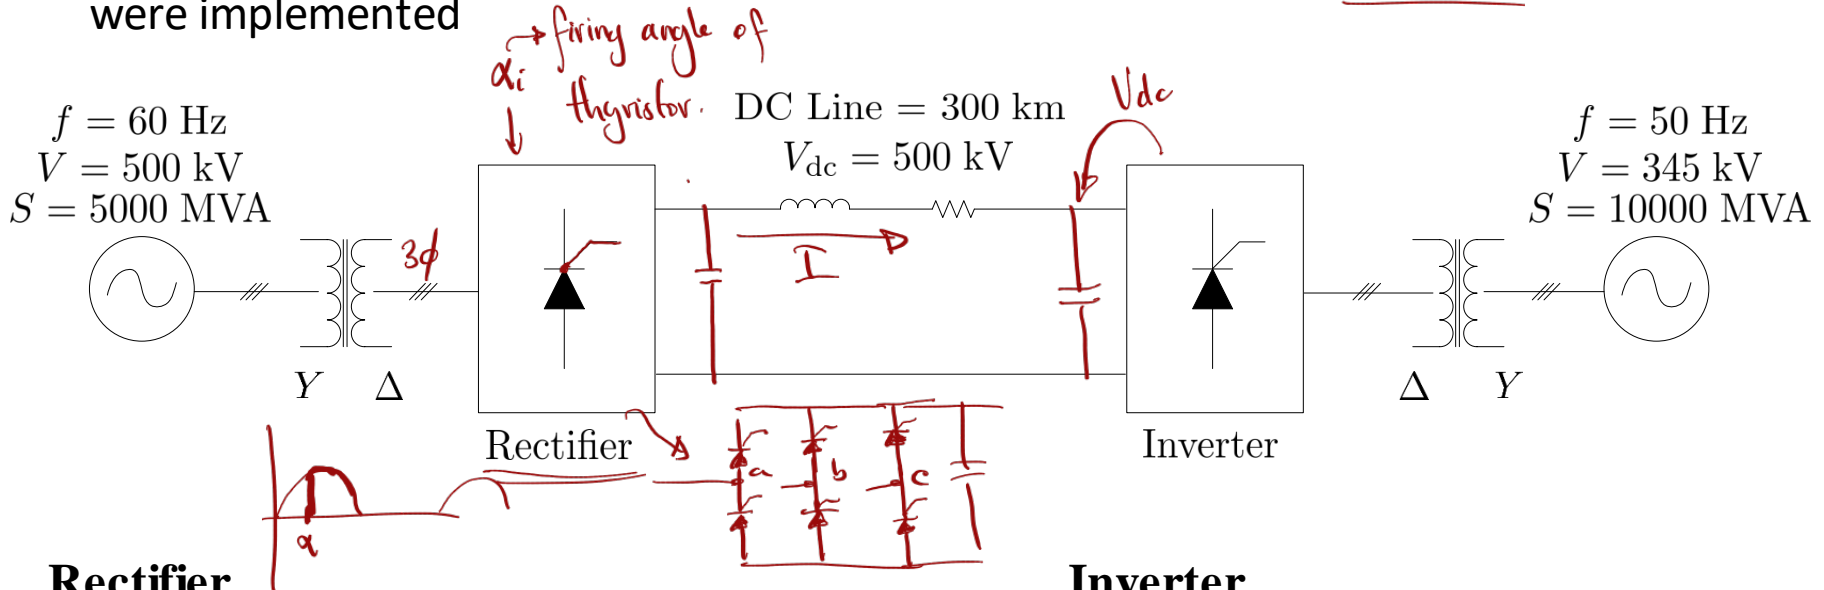 were implemented
αi → firing angle of
thyristor.
DC Line = 300 km
Vdc = 500 kV
Vdc
f = 60 Hz
V = 500 kV
S = 5000 MVA
f = 50 Hz
V = 345 kV
S = 10000 MVA
3ϕ
I
Y Δ
Δ Y
Rectifier
Inverter
a b c
α
Rectifier
Inverter